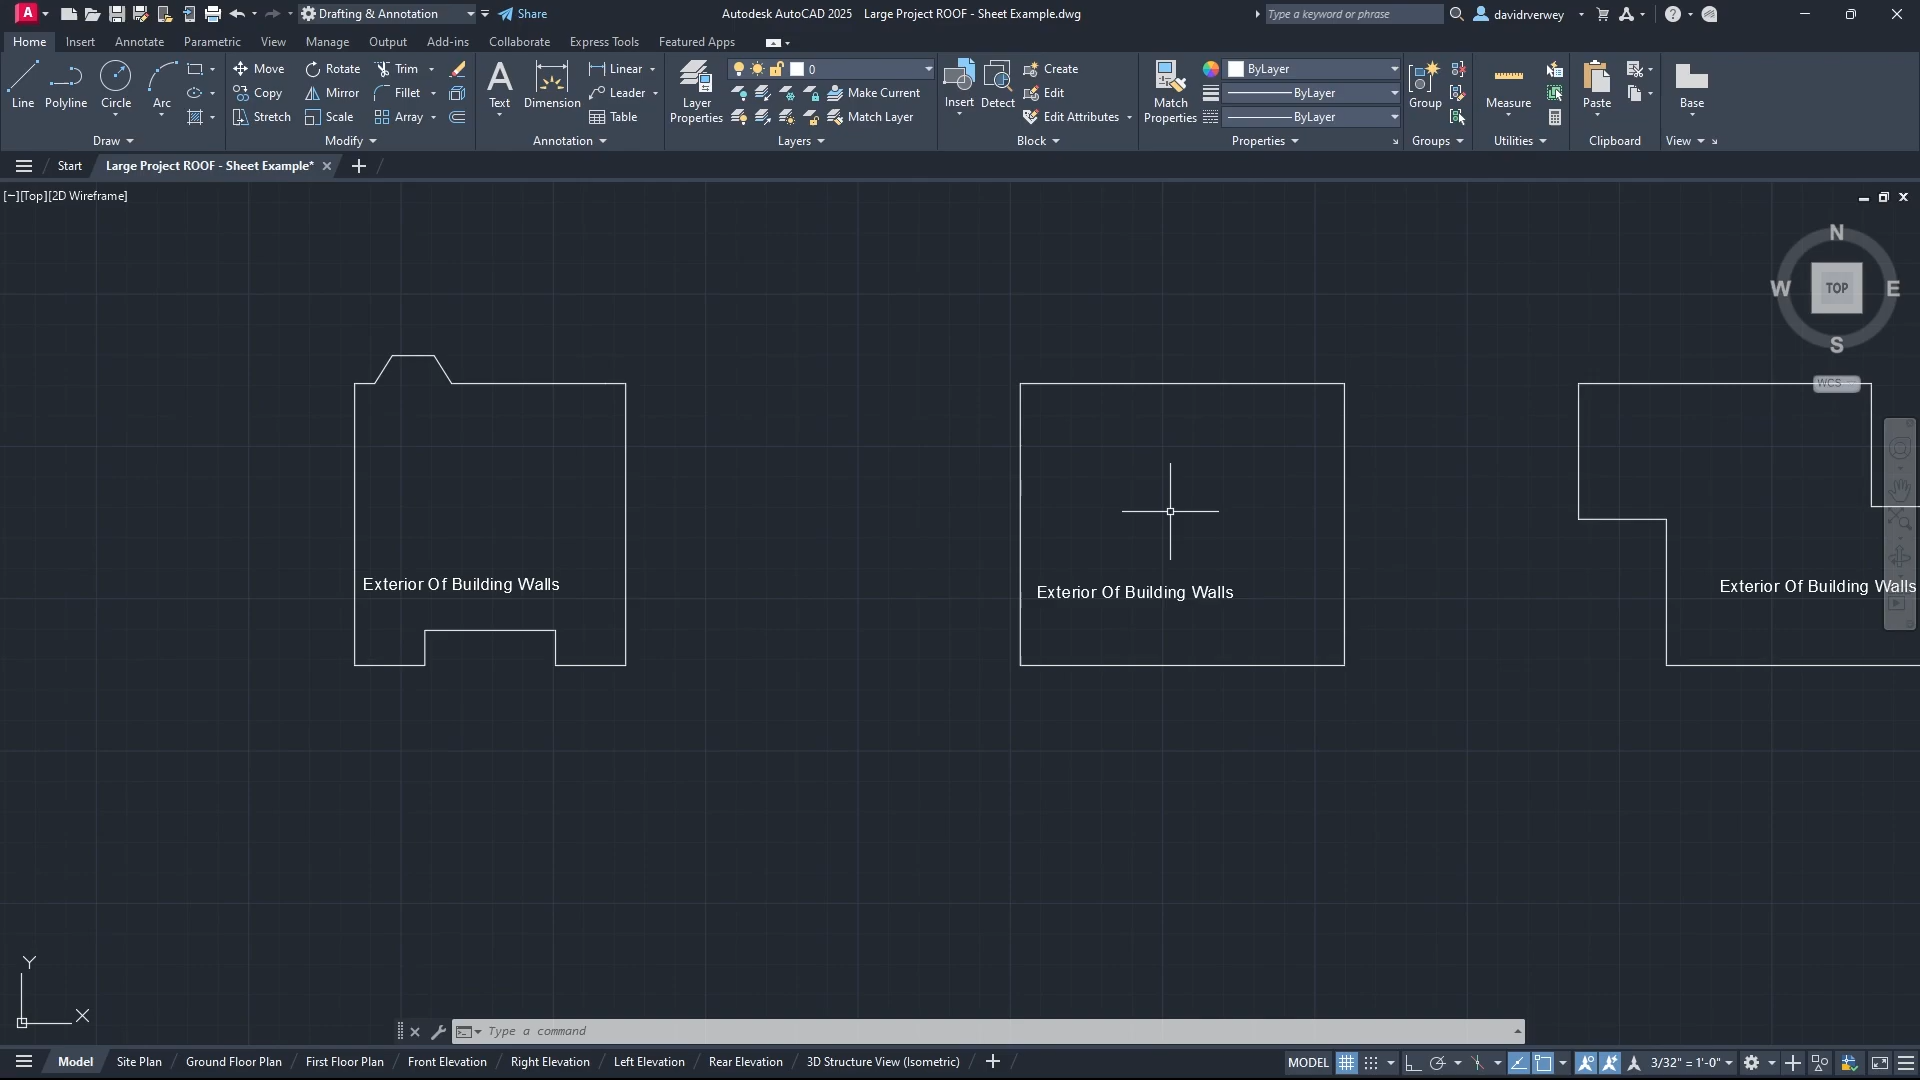 A Drafting & Annotation Share Autodesk AutoCAD 2025 Large Project ROOF - Sheet Example.dwg Type a keyword or phrase davidrverwey
Home Insert Annotate Parametric View Manage Output Add-ins Collaborate Express Tools Featured Apps
Line Polyline Circle Arc
Move Rotate Trim
Copy Mirror Fillet
Stretch Scale Array
Text Dimension
Linear
Leader
Table
Layer Properties
0
Make Current
Match Layer
Insert Detect
Create
Edit
Edit Attributes
Match Properties
ByLayer
ByLayer
ByLayer
Group
Measure
Paste
Base
Draw Modify Annotation Layers Block Properties Groups Utilities Clipboard View
Start Large Project ROOF - Sheet Example*
[−][Top][2D Wireframe]
N
W TOP E
S
WCS
Exterior Of Building Walls
Exterior Of Building Walls
Exterior Of Building Walls
Y
X
Type a command
Model Site Plan Ground Floor Plan First Floor Plan Front Elevation Right Elevation Left Elevation Rear Elevation 3D Structure View (Isometric) MODEL 3/32" = 1'-0"